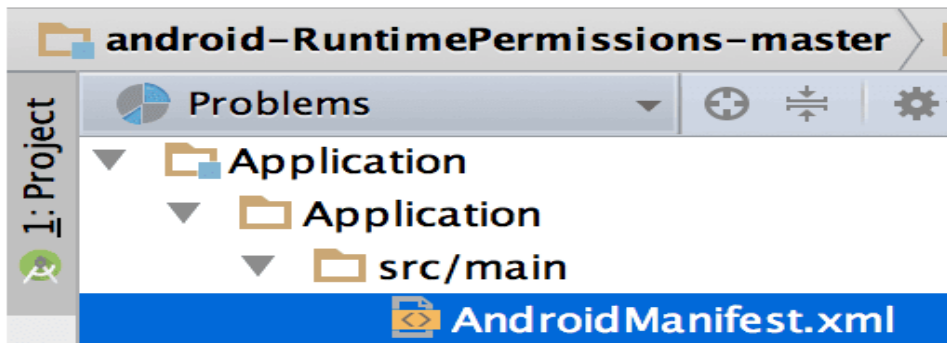 android-RuntimePermissions-master
1: Project
Problems
Application
Application
src/main
AndroidManifest.xml